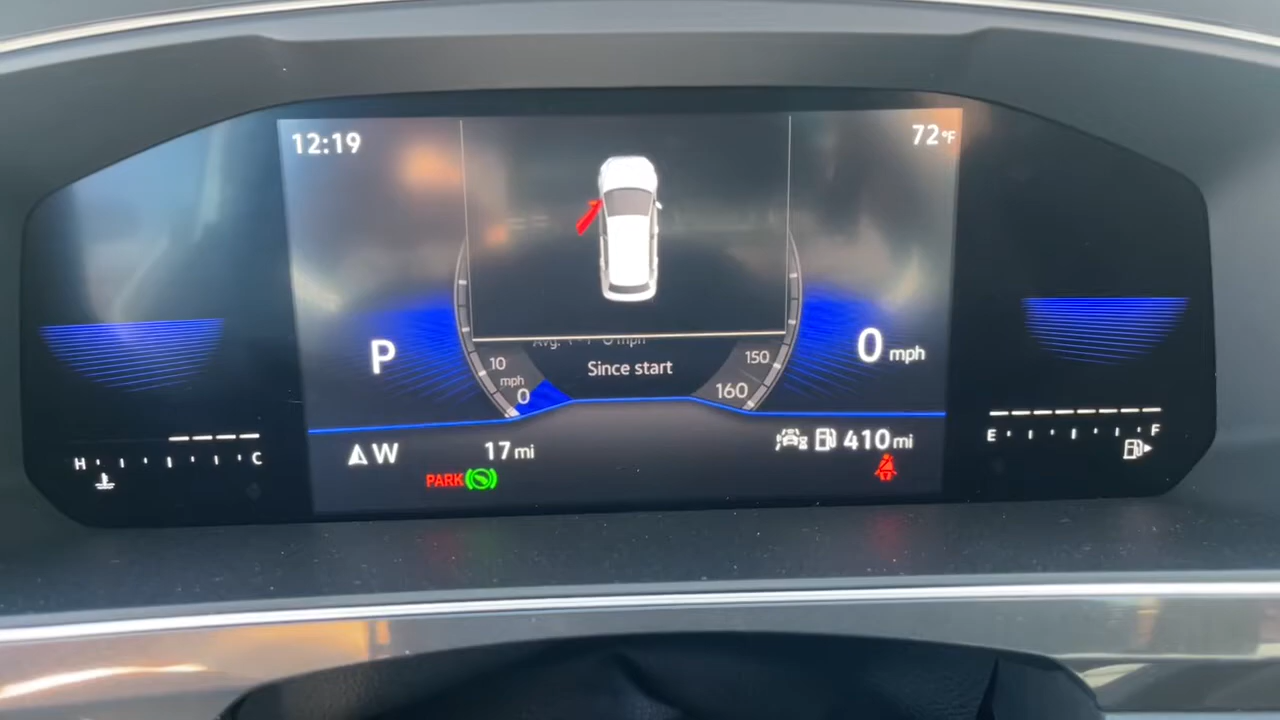 12:19
72°F
P
10
mph
0
Since start
150
160
0 mph
H
C
W
17 mi
410 mi
E
F
PARK